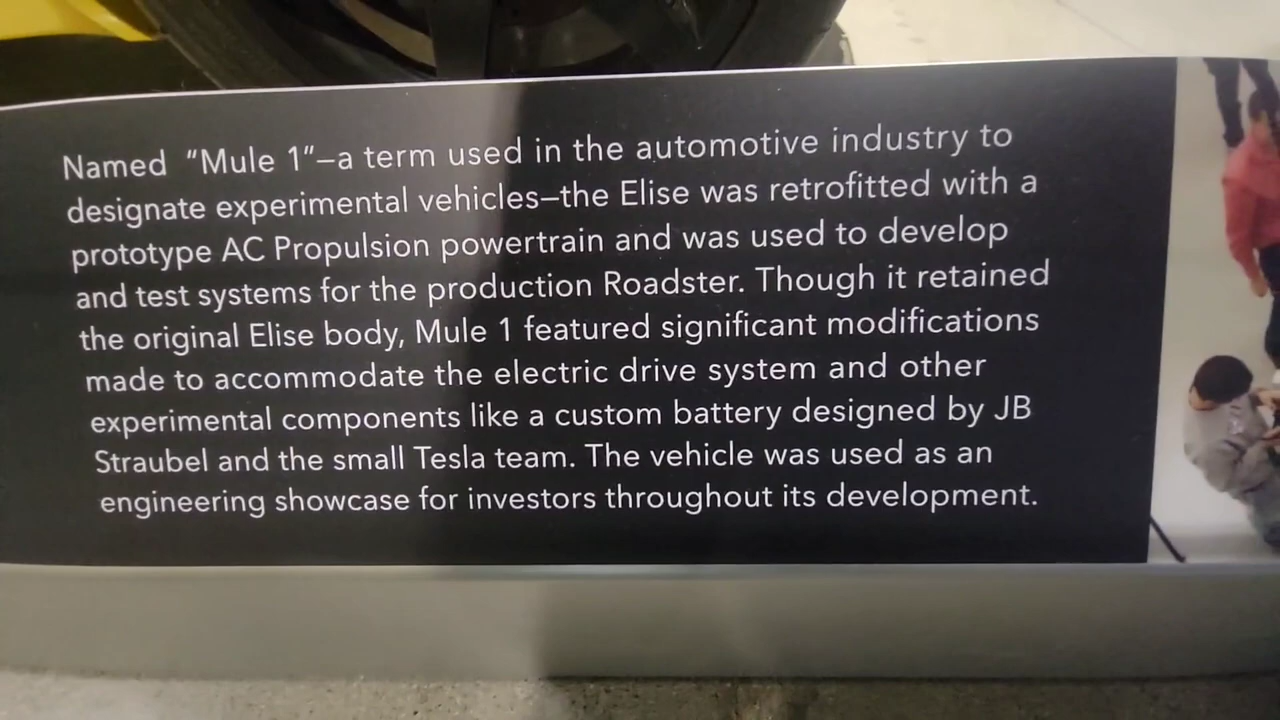 Named “Mule 1”—a term used in the automotive industry to
designate experimental vehicles—the Elise was retrofitted with a
prototype AC Propulsion powertrain and was used to develop
and test systems for the production Roadster. Though it retained
the original Elise body, Mule 1 featured significant modifications
made to accommodate the electric drive system and other
experimental components like a custom battery designed by JB
Straubel and the small Tesla team. The vehicle was used as an
engineering showcase for investors throughout its development.